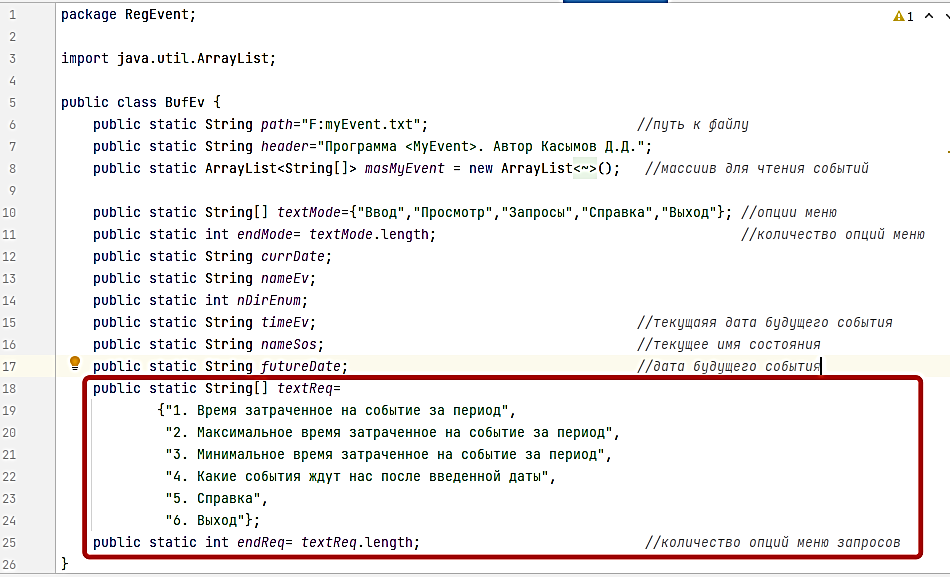 1 package RegEvent;
2
3 import java.util.ArrayList;
4
5 public class BufEv {
6 public static String path="F:myEvent.txt"; //путь к файлу
7 public static String header="Программа <MyEvent>. Автор Касымов Д.Д.";
8 public static ArrayList<String[]> masMyEvent = new ArrayList<~>(); //массиив для чтения событий
9
10 public static String[] textMode={"Ввод","Просмотр","Запросы","Справка","Выход"}; //опции меню
11 public static int endMode= textMode.length; //количество опций меню
12 public static String currDate;
13 public static String nameEv;
14 public static int nDirEnum;
15 public static String timeEv; //текущаяя дата будущего события
16 public static String nameSos; //текущее имя состояния
17 public static String futureDate; //дата будущего события
18 public static String[] textReq=
19 {"1. Время затраченное на событие за период",
20 "2. Максимальное время затраченное на событие за период",
21 "3. Минимальное время затраченное на событие за период",
22 "4. Какие события ждут нас после введенной даты",
23 "5. Справка",
24 "6. Выход"};
25 public static int endReq= textReq.length; //количество опций меню запросов
26 }
1